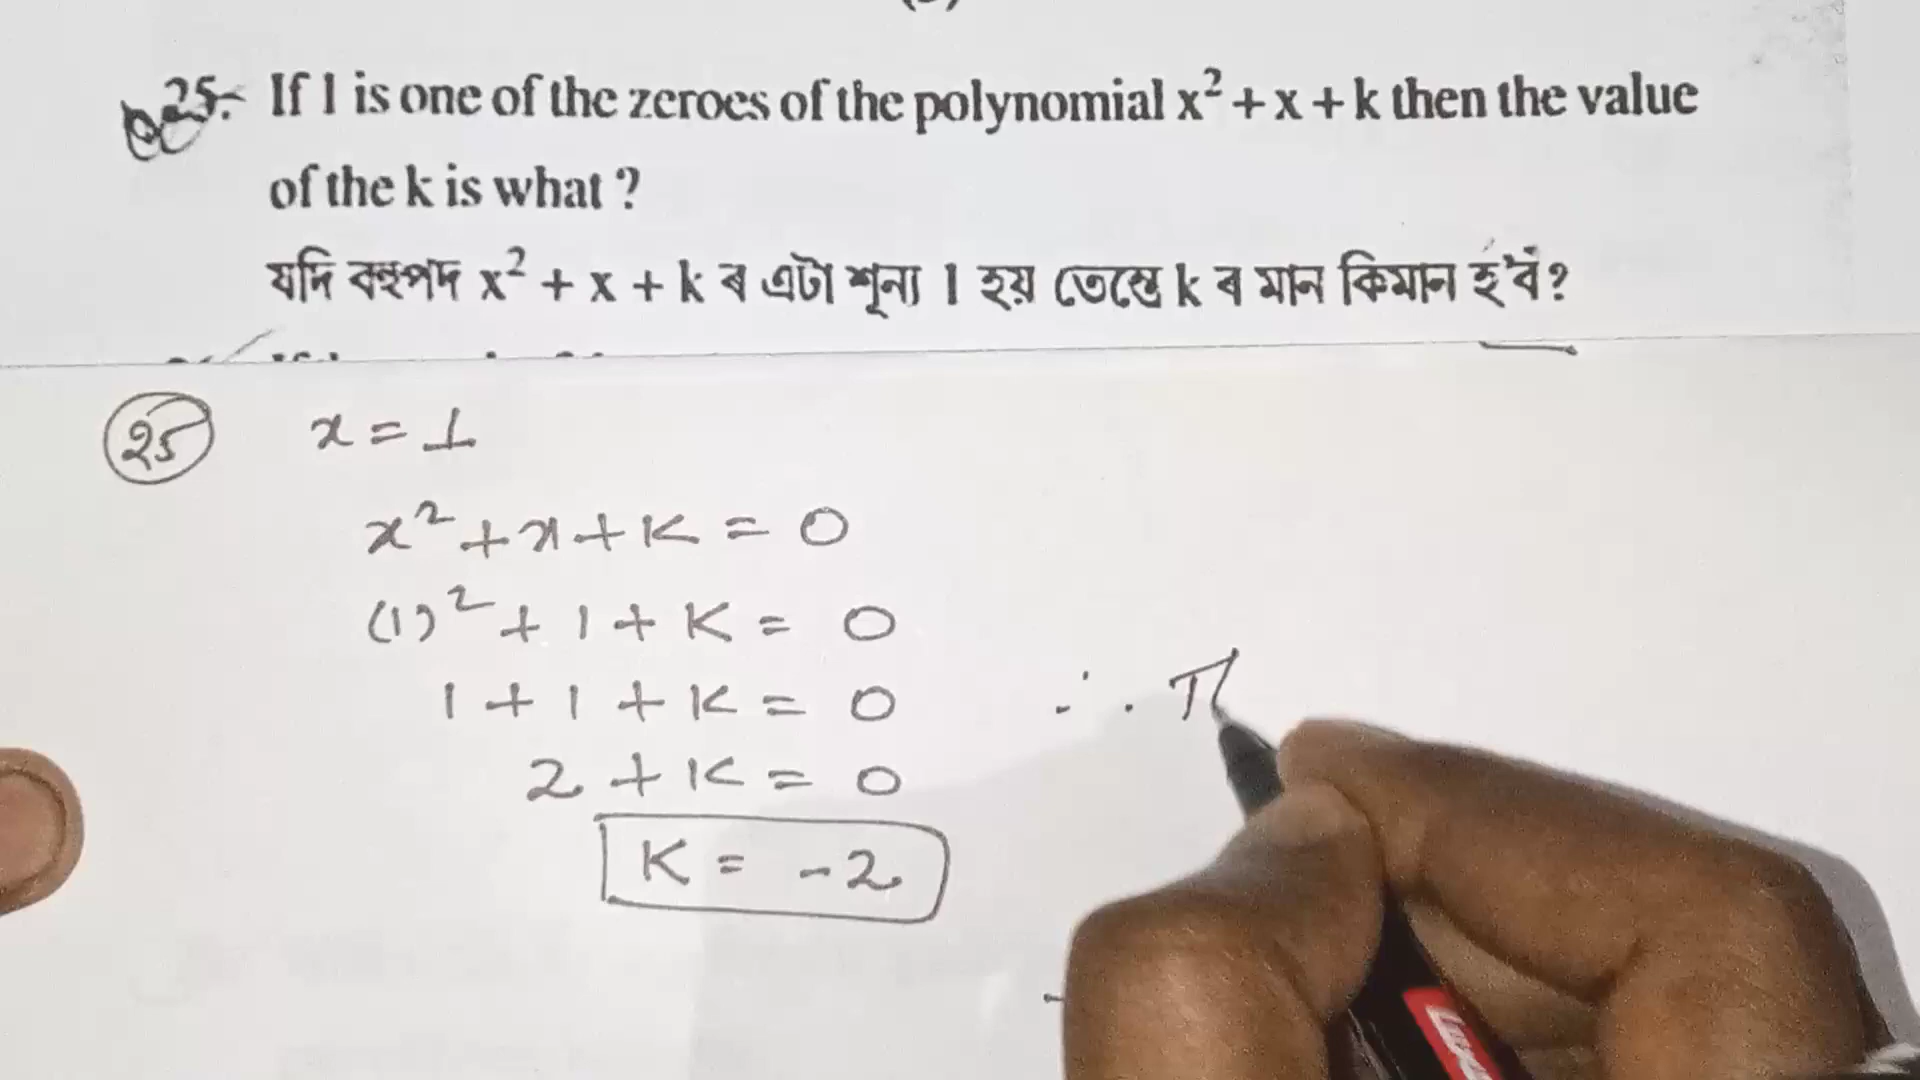 25. If 1 is one of the zeroes of the polynomial x² + x + k then the value
of the k is what ?
যদি বহুপদ x² + x + k ৰ এটা শূন্য 1 হয় তেন্তে k ৰ মান কিমান হ'ব?
25 x = 1
x² + x + K = 0
(1)² + 1 + K = 0
1 + 1 + K = 0
2 + K = 0
K = -2
∴